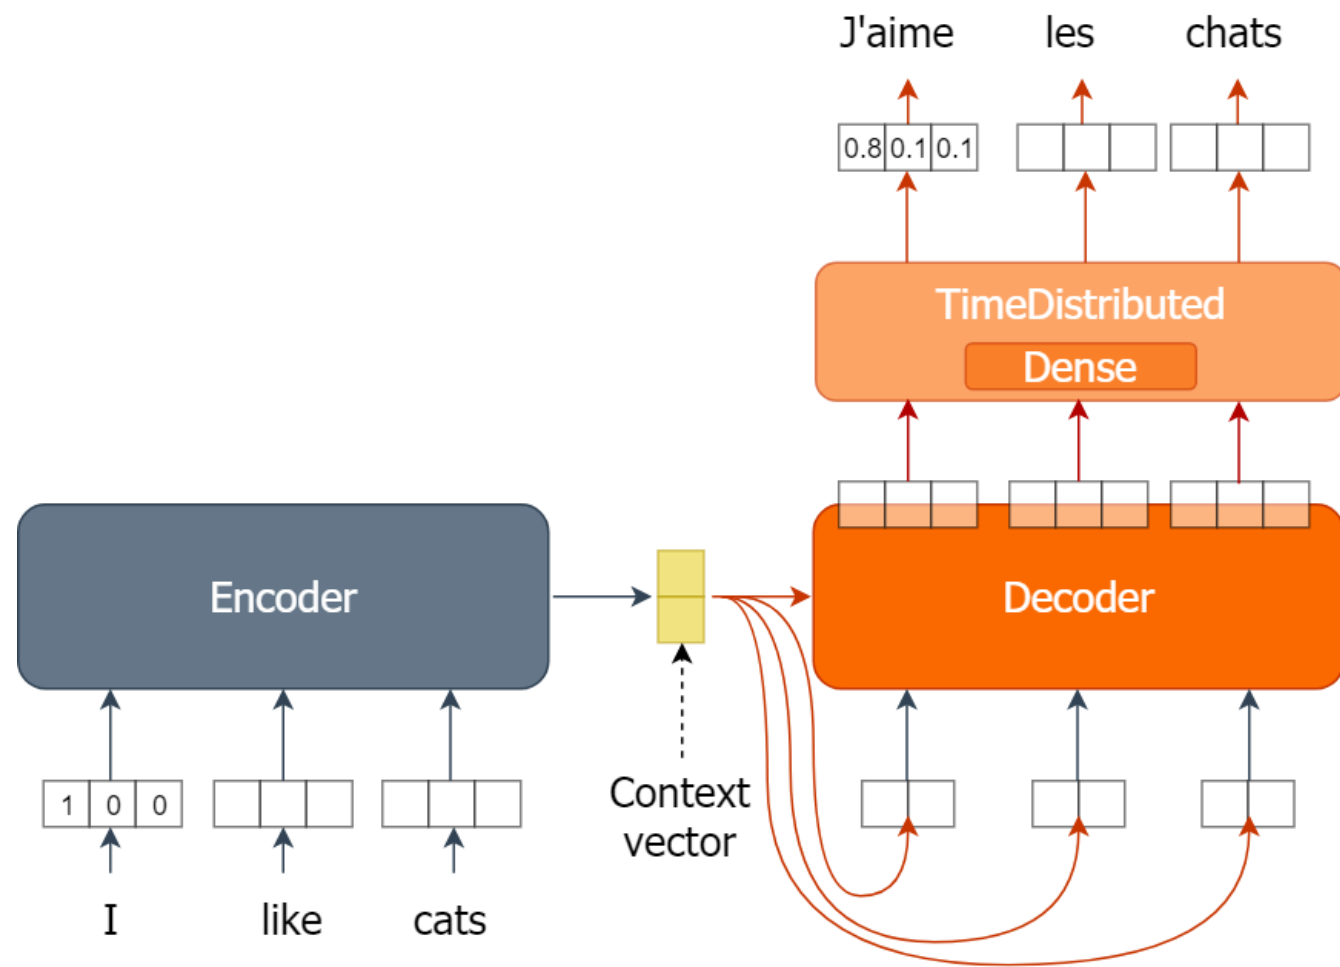 J'aime les chats
0.8 0.1 0.1
TimeDistributed
Dense
Encoder
Decoder
1 0 0
Context
vector
I like cats